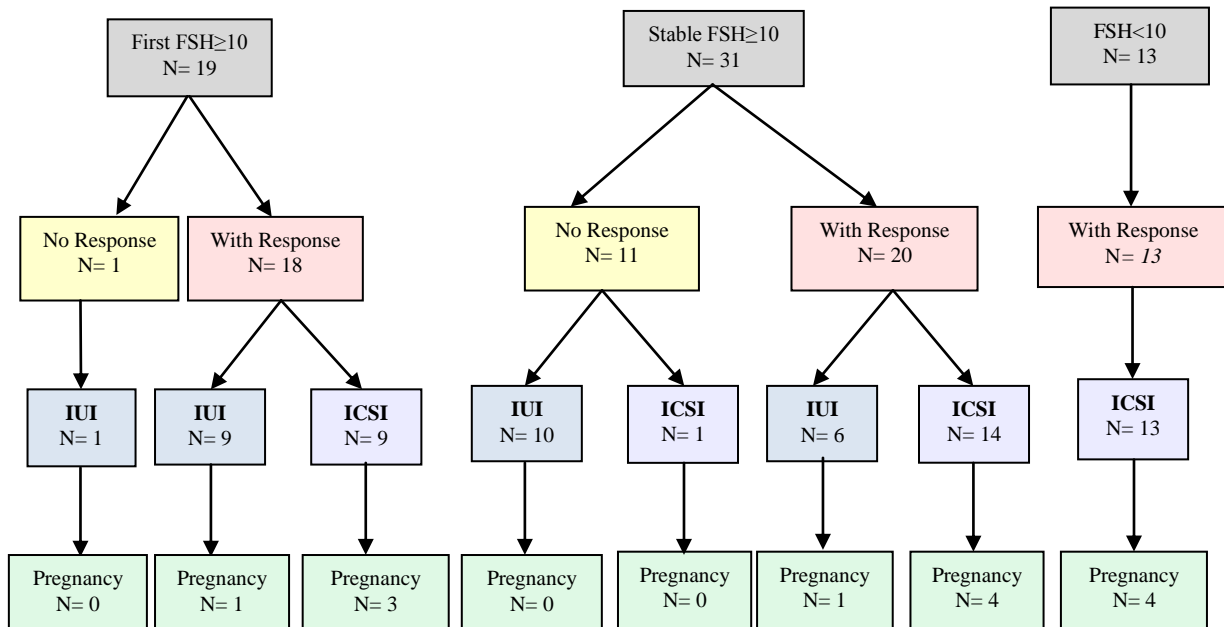 First FSH≥10
N= 19
Stable FSH≥10
N= 31
FSH<10
N= 13
No Response
N= 1
With Response
N= 18
No Response
N= 11
With Response
N= 20
With Response
N= 13
IUI
N= 1
IUI
N= 9
ICSI
N= 9
IUI
N= 10
ICSI
N= 1
IUI
N= 6
ICSI
N= 14
ICSI
N= 13
Pregnancy
N= 0
Pregnancy
N= 1
Pregnancy
N= 3
Pregnancy
N= 0
Pregnancy
N= 0
Pregnancy
N= 1
Pregnancy
N= 4
Pregnancy
N= 4